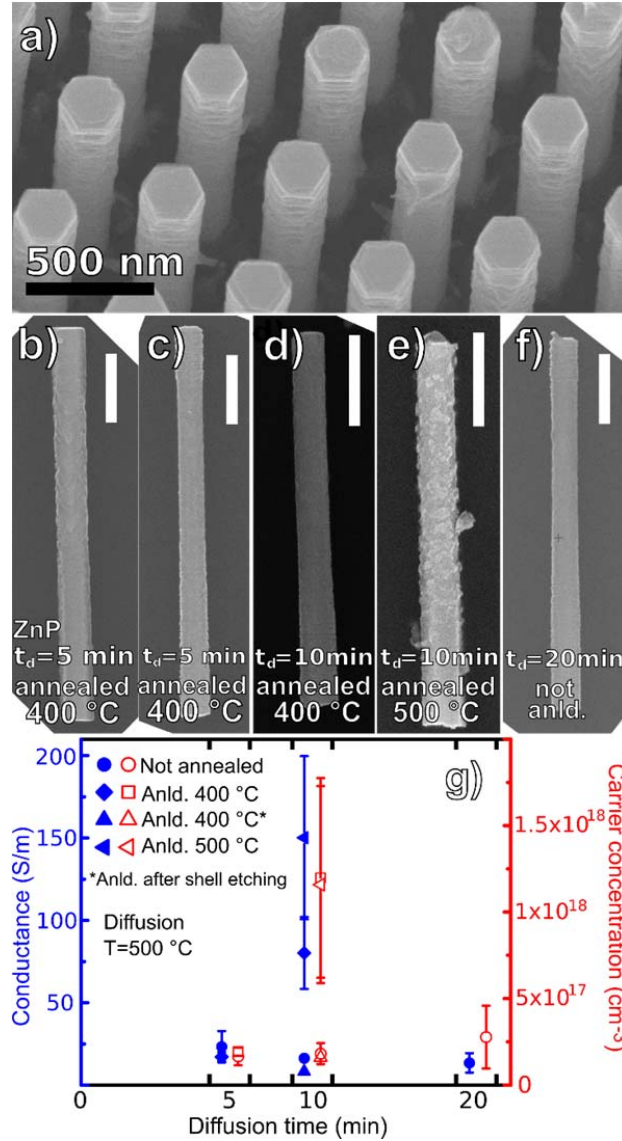 a)
500 nm
b)
c)
d)
e)
f)
ZnP
t_d=5 min
annealed
400 °C
t_d=5 min
annealed
400 °C
t_d=10min
annealed
400 °C
t_d=10min
annealed
500 °C
t_d=20min
not
anld.
g)
Conductance (S/m)
200
150
100
50
Not annealed
Anld. 400 °C
Anld. 400 °C*
Anld. 500 °C
*Anld. after shell etching
Diffusion
T=500 °C
Carrier concentration (cm⁻³)
1.5x10¹⁸
1x10¹⁸
5x10¹⁷
0
0
5
10
20
Diffusion time (min)